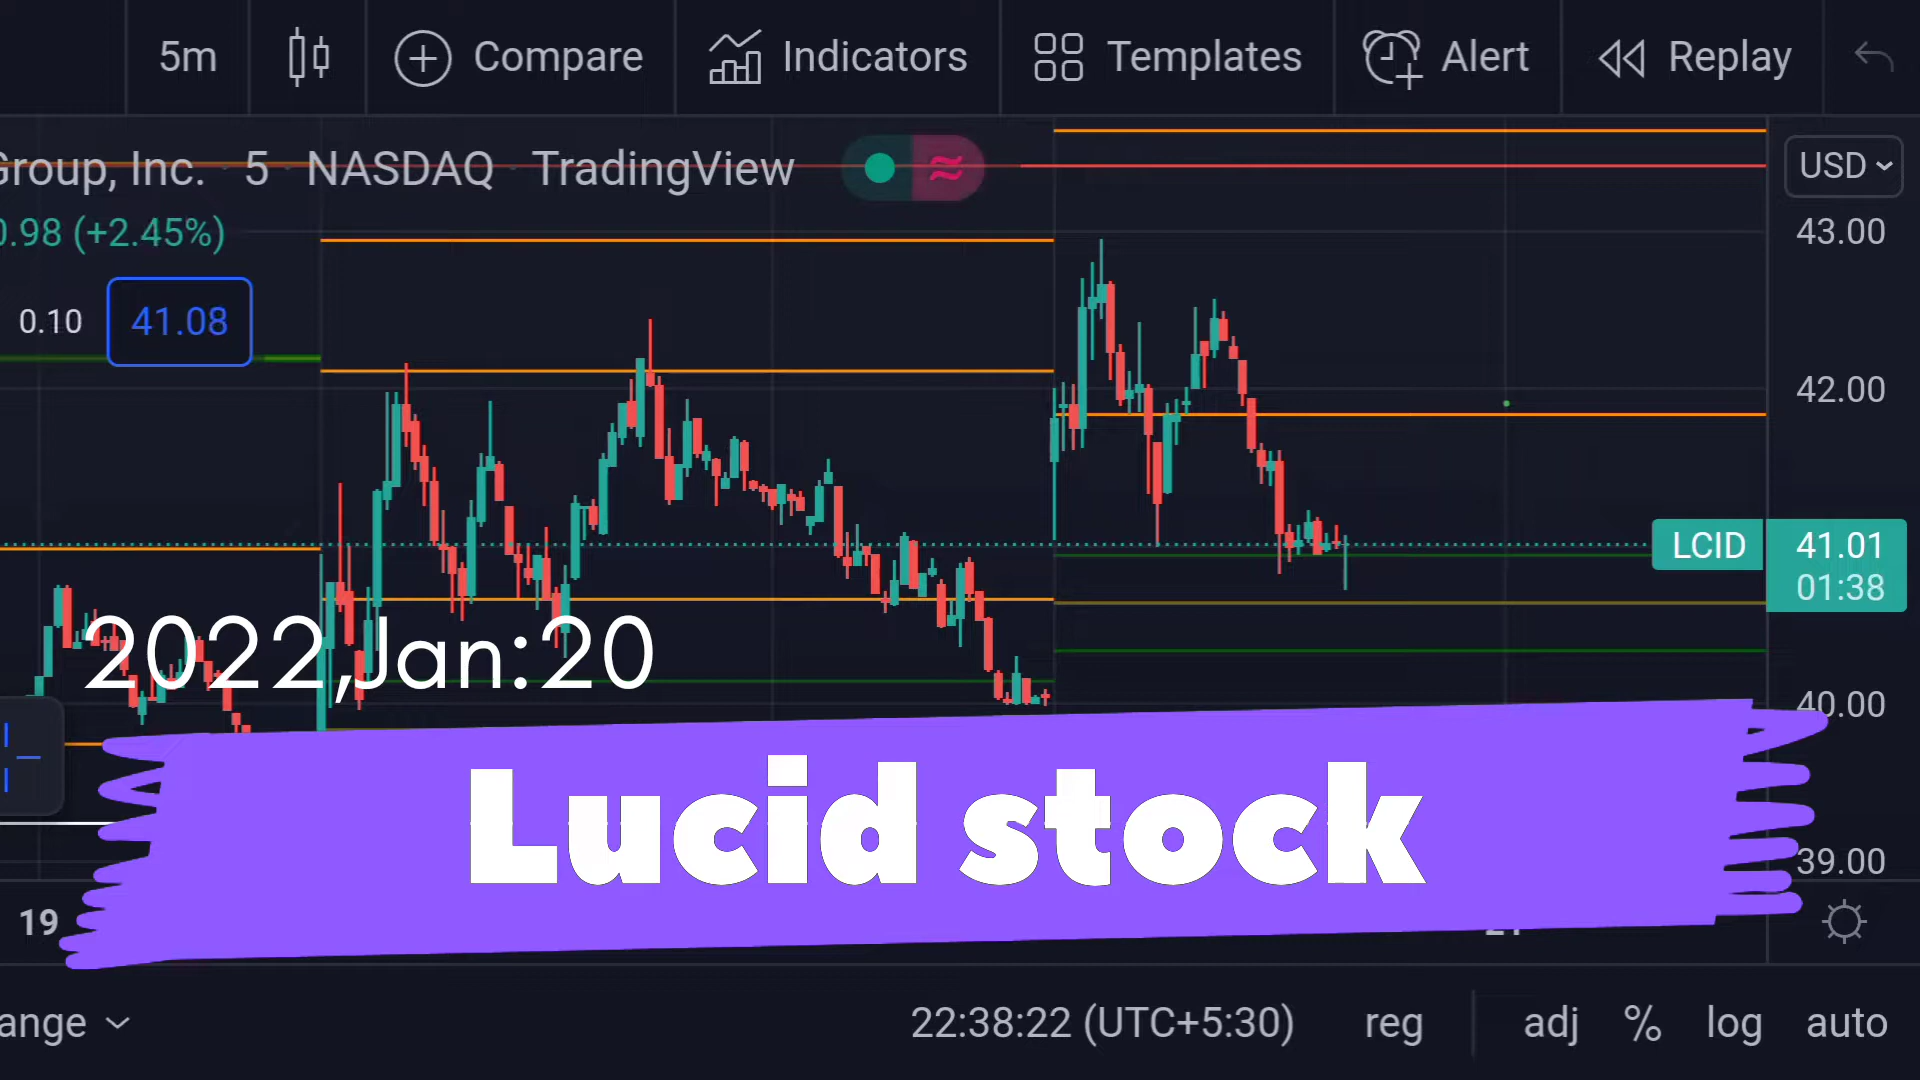 5m Compare Indicators Templates Alert Replay
Group, Inc. · 5 · NASDAQ · TradingView
USD
0.98 (+2.45%)
43.00
0.10 41.08
42.00
LCID 41.01
01:38
2022,Jan:20
40.00
Lucid stock
39.00
19
22:38:22 (UTC+5:30) reg adj % log auto